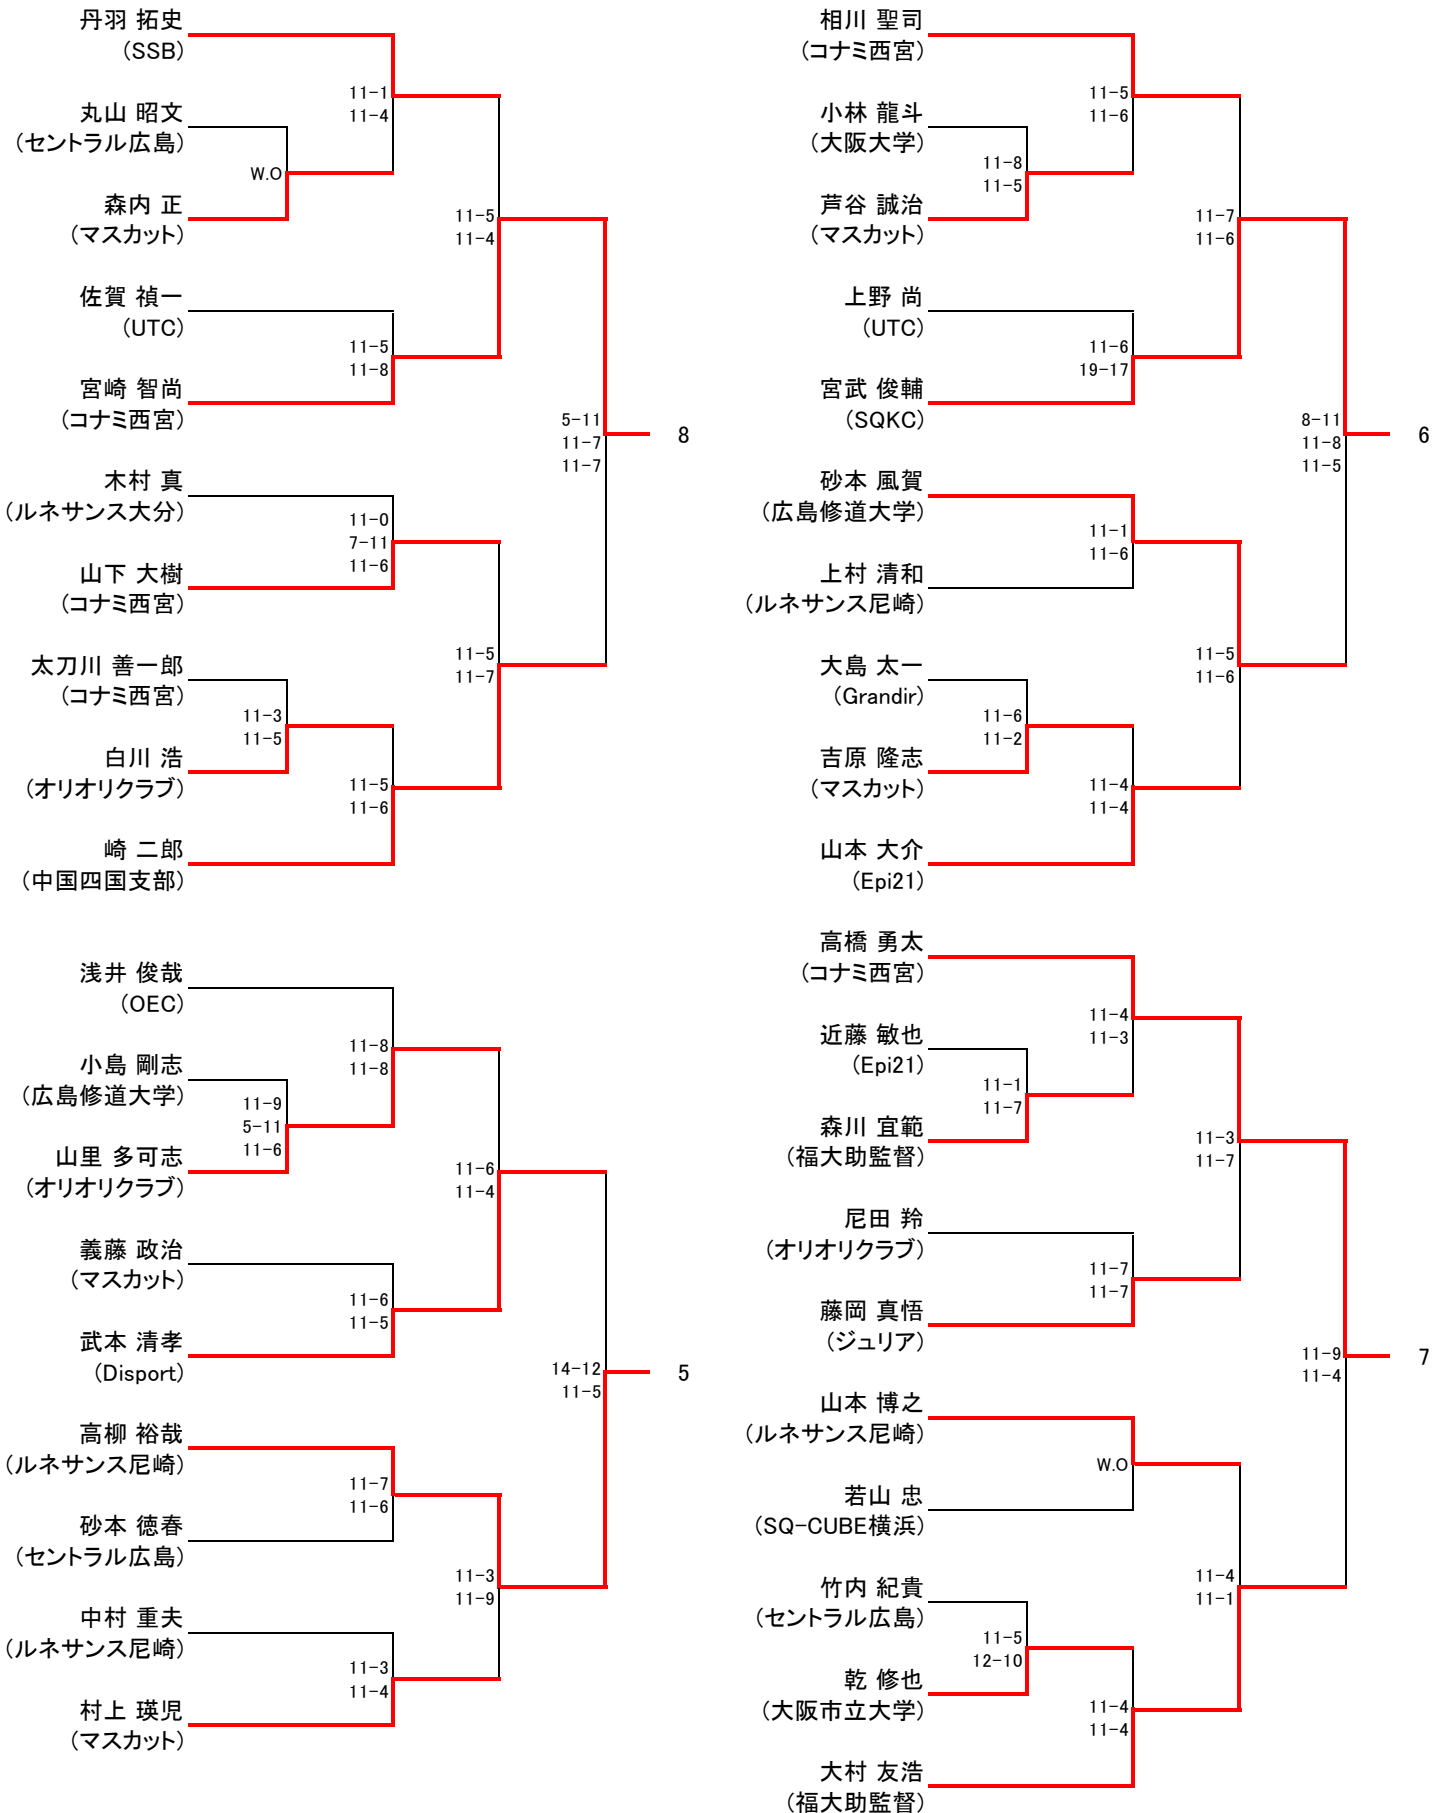 丹羽 拓史
(SSB)
11-1
11-4
丸山 昭文
(セントラル広島)
W.O
森内 正
(マスカット)
11-5
11-4
佐賀 禎一
(UTC)
11-5
11-8
宮崎 智尚
(コナミ西宮)
5-11
11-7
11-7
8
木村 真
(ルネサンス大分)
11-0
7-11
11-6
山下 大樹
(コナミ西宮)
11-5
11-7
太刀川 善一郎
(コナミ西宮)
11-3
11-5
白川 浩
(オリオリクラブ)
11-5
11-6
崎 二郎
(中国四国支部)
浅井 俊哉
(OEC)
11-8
11-8
小島 剛志
(広島修道大学)
11-9
5-11
11-6
山里 多可志
(オリオリクラブ)
11-6
11-4
義藤 政治
(マスカット)
11-6
11-5
武本 清孝
(Disport)
14-12
11-5
5
高柳 裕哉
(ルネサンス尼崎)
11-7
11-6
砂本 徳春
(セントラル広島)
11-3
11-9
中村 重夫
(ルネサンス尼崎)
11-3
11-4
村上 瑛児
(マスカット)
相川 聖司
(コナミ西宮)
11-5
11-6
小林 龍斗
(大阪大学)
11-8
11-5
芦谷 誠治
(マスカット)
11-7
11-6
上野 尚
(UTC)
11-6
19-17
宮武 俊輔
(SQKC)
8-11
11-8
11-5
6
砂本 風賀
(広島修道大学)
11-1
11-6
上村 清和
(ルネサンス尼崎)
11-5
11-6
大島 太一
(Grandir)
11-6
11-2
吉原 隆志
(マスカット)
11-4
11-4
山本 大介
(Epi21)
高橋 勇太
(コナミ西宮)
11-4
11-3
近藤 敏也
(Epi21)
11-1
11-7
森川 宜範
(福大助監督)
11-3
11-7
尼田 羚
(オリオリクラブ)
11-7
11-7
藤岡 真悟
(ジュリア)
11-9
11-4
7
山本 博之
(ルネサンス尼崎)
W.O
若山 忠
(SQ-CUBE横浜)
11-4
11-1
竹内 紀貴
(セントラル広島)
11-5
12-10
乾 修也
(大阪市立大学)
11-4
11-4
大村 友浩
(福大助監督)